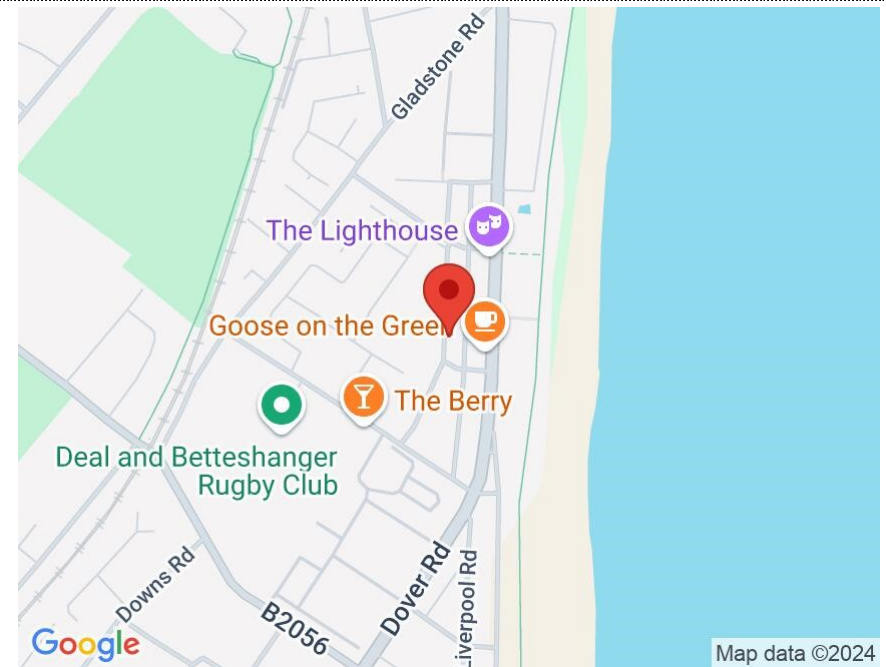 Gladstone Rd
The Lighthouse
Goose on the Green
The Berry
Deal and Betteshanger
Rugby Club
Downs Rd
Dover Rd
Liverpool Rd
B2056
Google
Map data ©2024